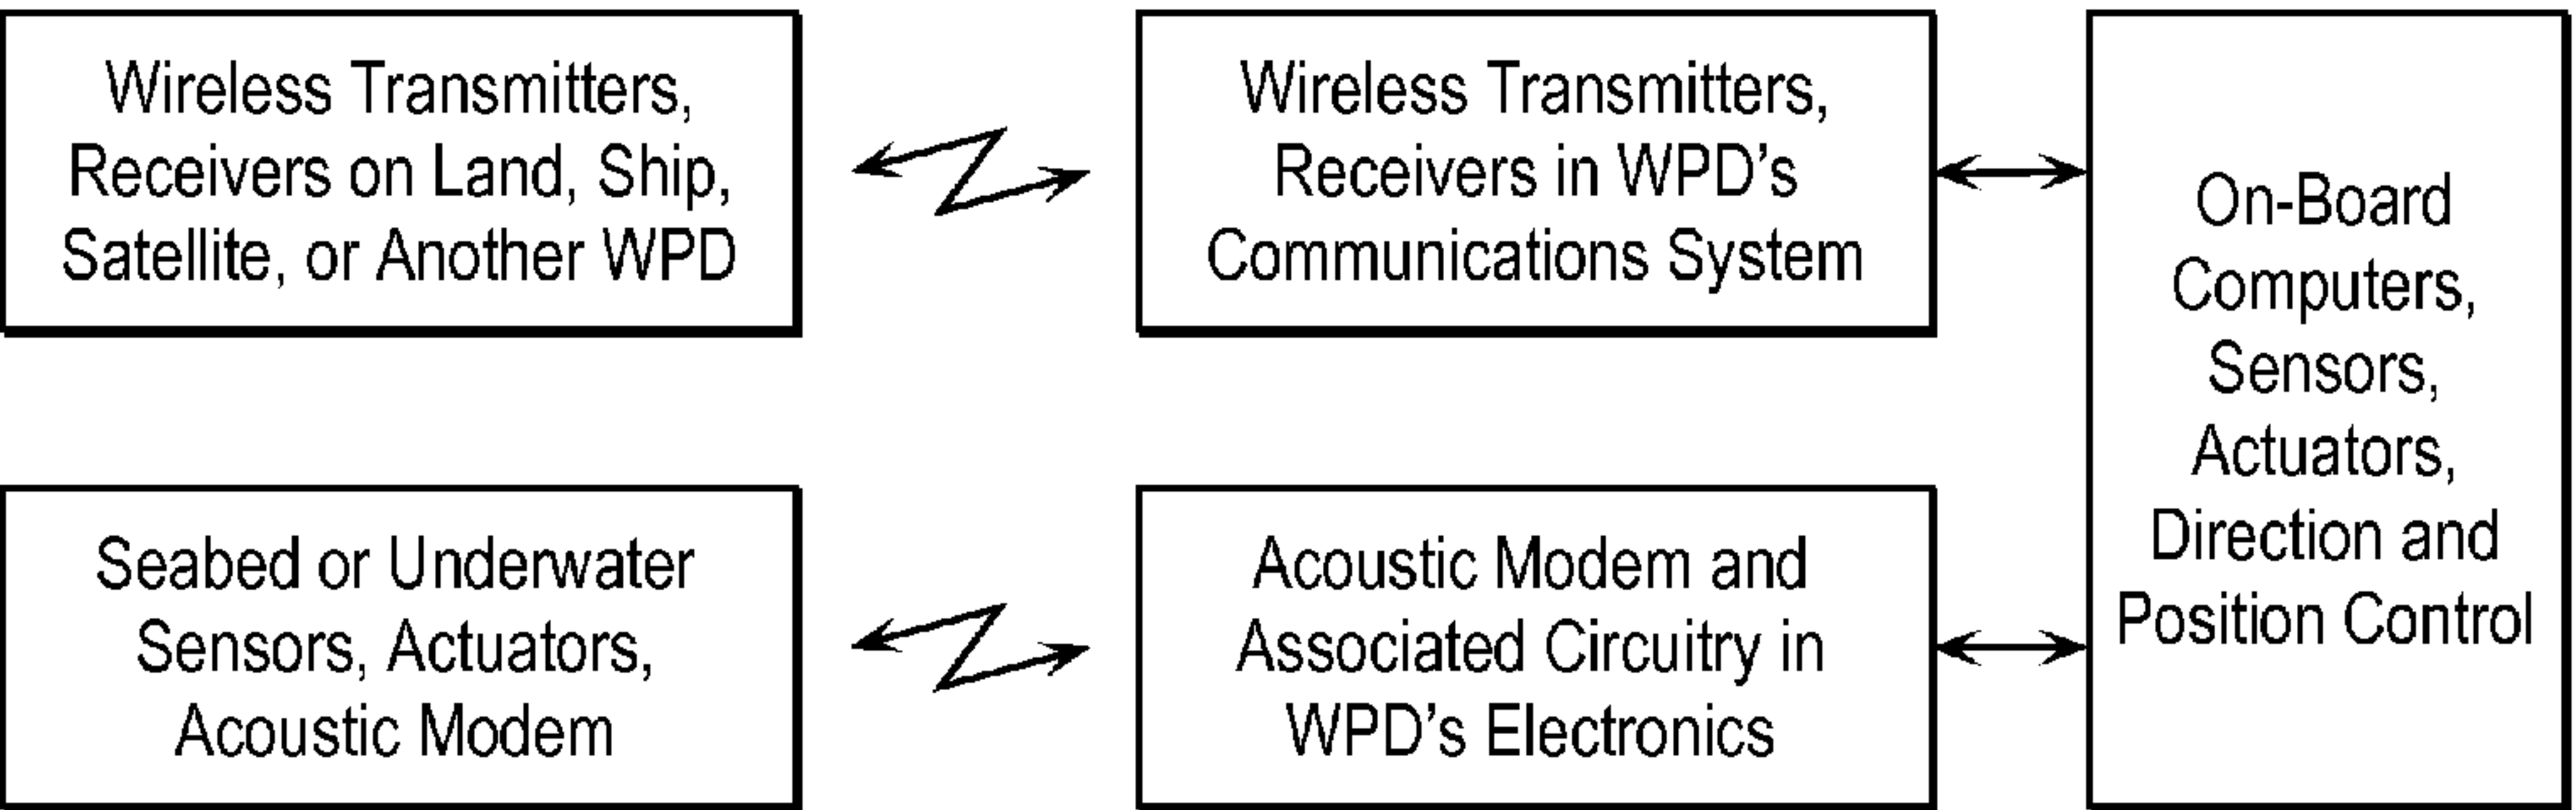 Wireless Transmitters,
Receivers on Land, Ship,
Satellite, or Another WPD
Wireless Transmitters,
Receivers in WPD's
Communications System
On-Board
Computers,
Sensors,
Actuators,
Direction and
Position Control
Seabed or Underwater
Sensors, Actuators,
Acoustic Modem
Acoustic Modem and
Associated Circuitry in
WPD's Electronics